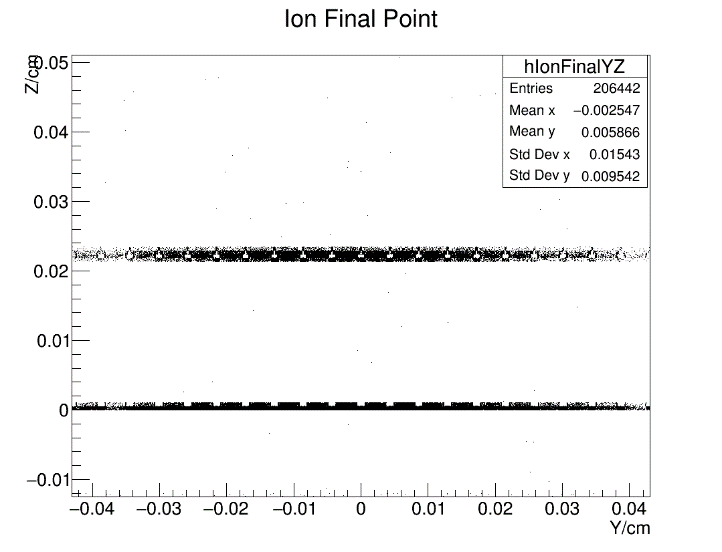 Ion Final Point
Z/cm
0.05
0.04
0.03
0.02
0.01
0
−0.01
hIonFinalYZ
Entries 206442
Mean x −0.002547
Mean y 0.005866
Std Dev x 0.01543
Std Dev y 0.009542
−0.04 −0.03 −0.02 −0.01 0 0.01 0.02 0.03 0.04
Y/cm